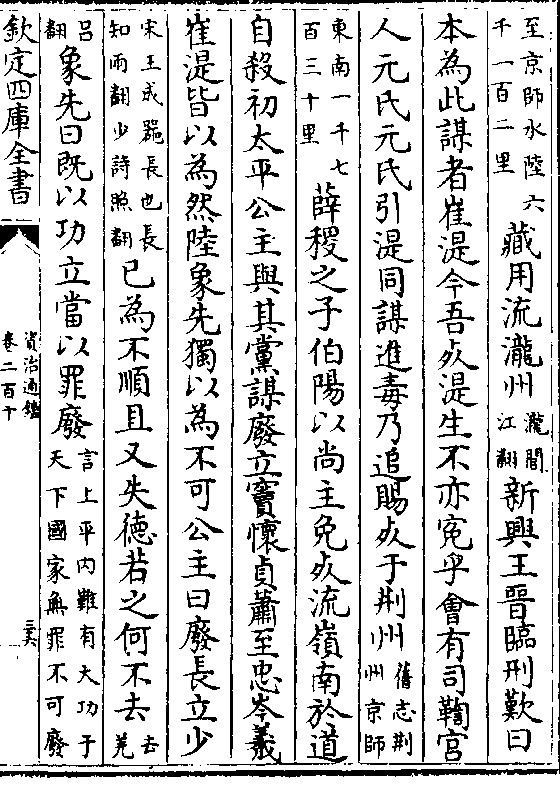 至京師水陸六
千一百二里
藏用流瀧州
瀧閭
江翻
新興王晉臨刑歎曰
本為此謀者崔湜今吾死湜生不亦寃乎會有司鞫宫
人元氏元氏引湜同謀進毒乃追賜死于荆州
舊志荆
州京師
東南一千七
百三十里
薛稷之子伯陽以尚主免死流嶺南於道
自殺初太平公主與其黨謀廢立竇懷貞蕭至忠岑羲
崔湜皆以為然陸象先獨以為不可公主曰廢長立少
宋王成器長也長
知兩翻少詩照翻
已為不順且又失德若之何不去
去
羌
吕
翻
象先曰既以功立當以罪廢
言上平内難有大功于
天下國家無罪不可廢
欽定四庫全書
資治通鑑
卷二百十
三六